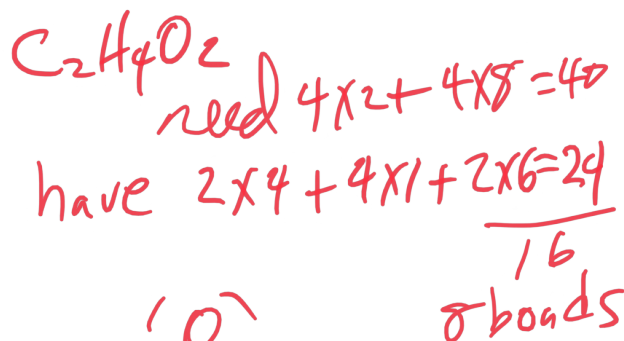 C₂H₄O₂
need 4x2+4x8=40
have 2x4+4x1+2x6=24
16
8 bonds
O